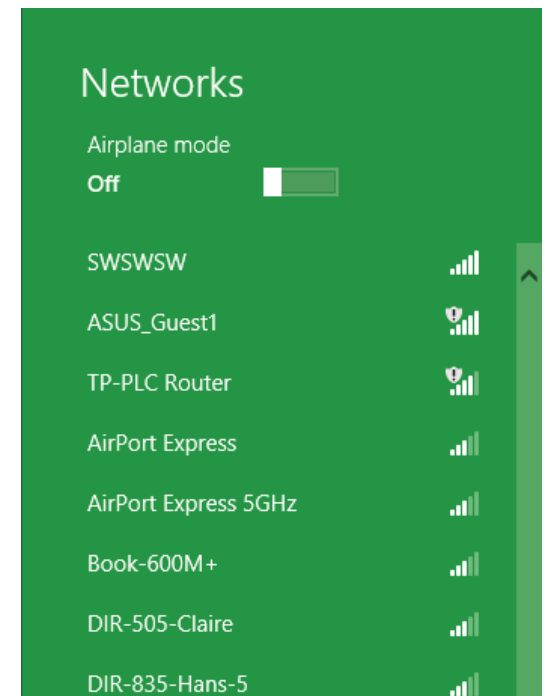 Networks
Airplane mode
Off
SWSWSW
ASUS_Guest1
TP-PLC Router
AirPort Express
AirPort Express 5GHz
Book-600M+
DIR-505-Claire
DIR-835-Hans-5